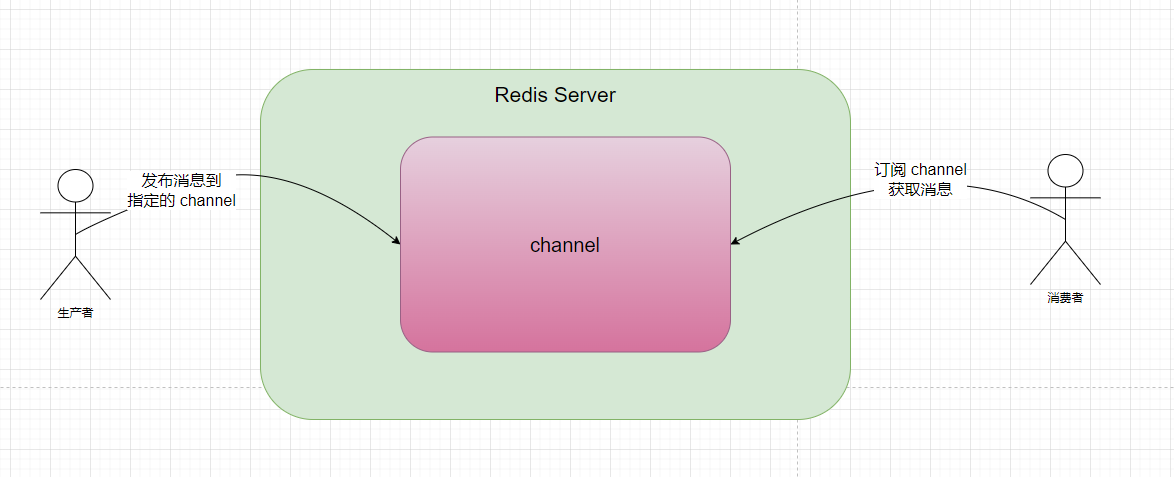 Redis Server
发布消息到
指定的 channel
订阅 channel
获取消息
channel
生产者
消费者